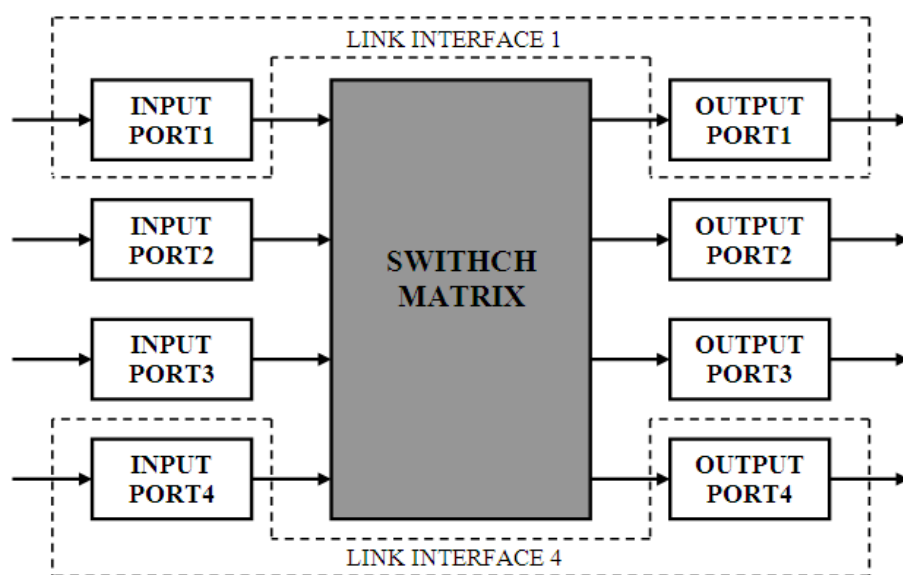 LINK INTERFACE 1
INPUT
PORT1
OUTPUT
PORT1
INPUT
PORT2
OUTPUT
PORT2
SWITHCH
MATRIX
INPUT
PORT3
OUTPUT
PORT3
INPUT
PORT4
OUTPUT
PORT4
LINK INTERFACE 4